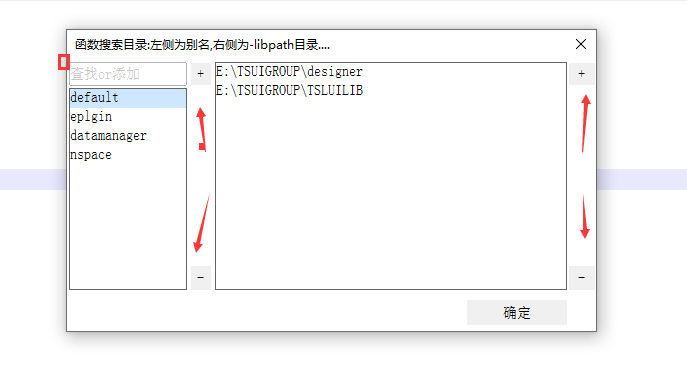 函数搜索目录:左侧为别名,右侧为-libpath目录....
查找or添加
+
default
eplgin
datamanager
nspace
-
E:\TSUIGROUP\designer
E:\TSUIGROUP\TSLUILIB
+
-
确定